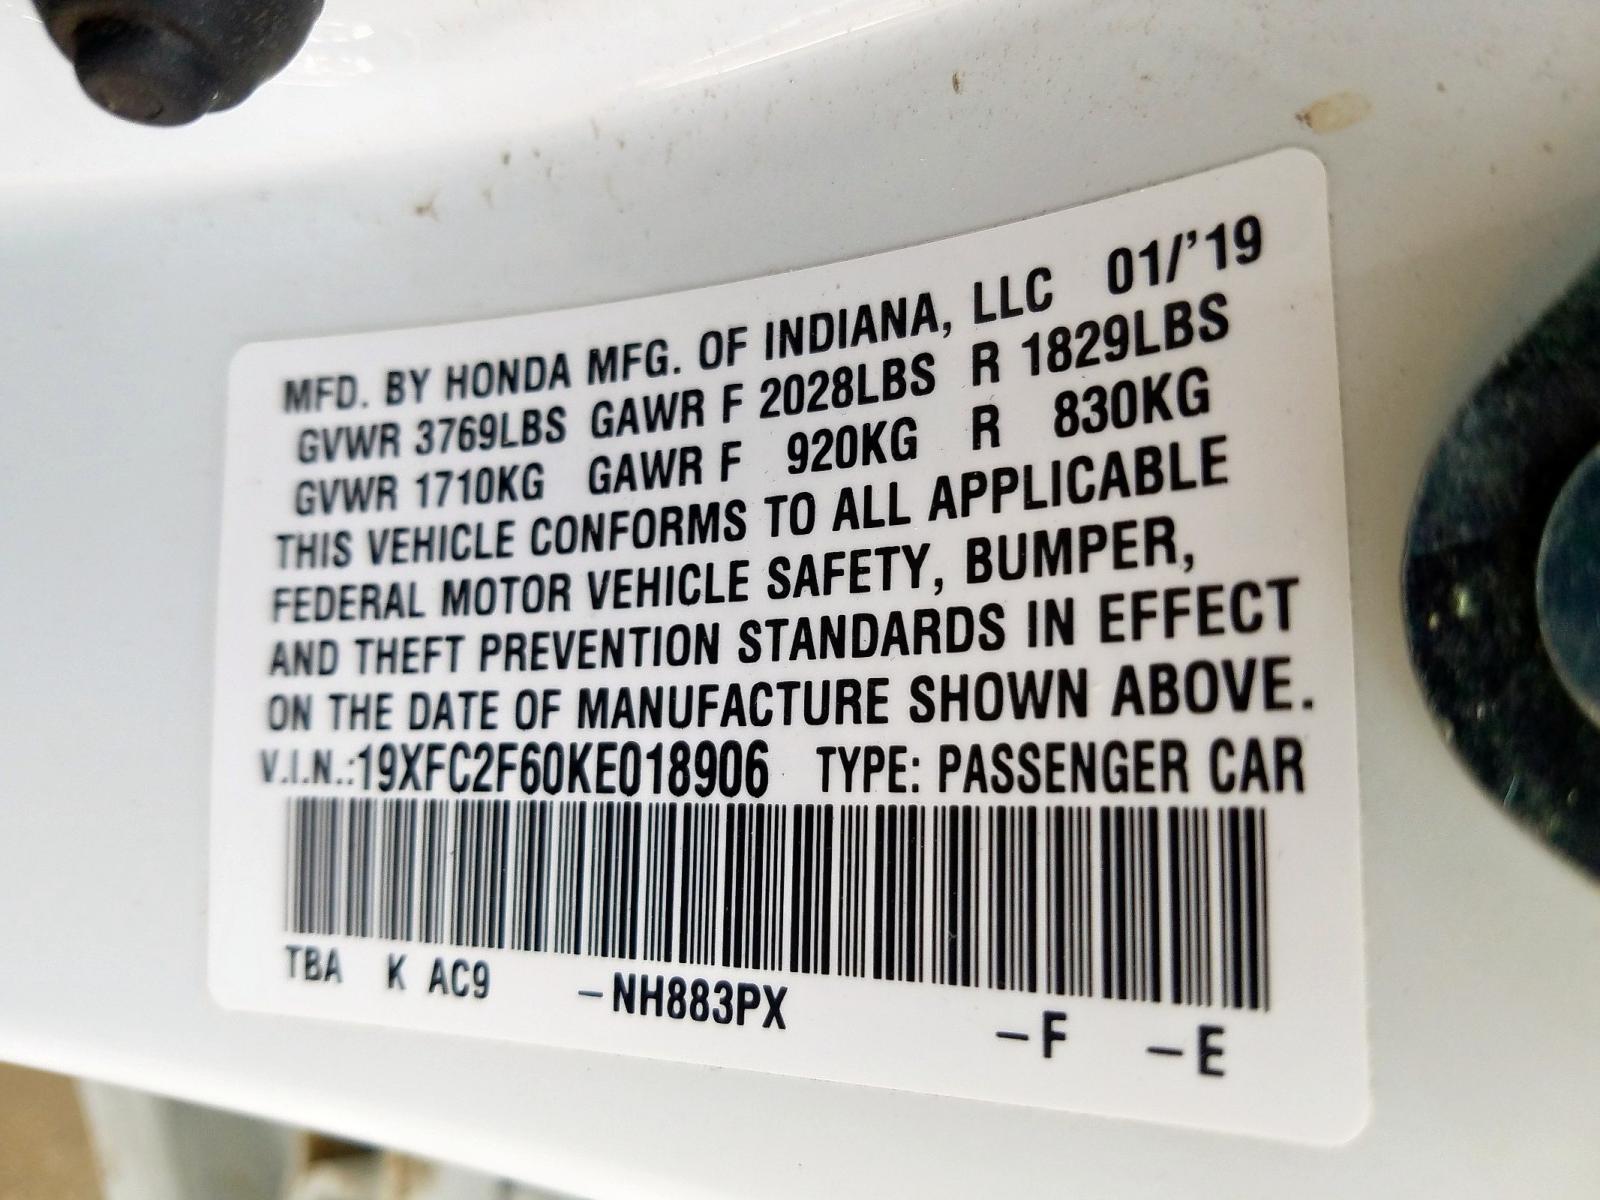 MFD. BY HONDA MFG. OF INDIANA, LLC 01/'19
GVWR 3769LBS GAWR F 2028LBS R 1829LBS
GVWR 1710KG GAWR F 920KG R 830KG
THIS VEHICLE CONFORMS TO ALL APPLICABLE
FEDERAL MOTOR VEHICLE SAFETY, BUMPER,
AND THEFT PREVENTION STANDARDS IN EFFECT
ON THE DATE OF MANUFACTURE SHOWN ABOVE.
V.I.N.:19XFC2F60KE018906 TYPE: PASSENGER CAR
TBA K AC9 -NH883PX -F -E